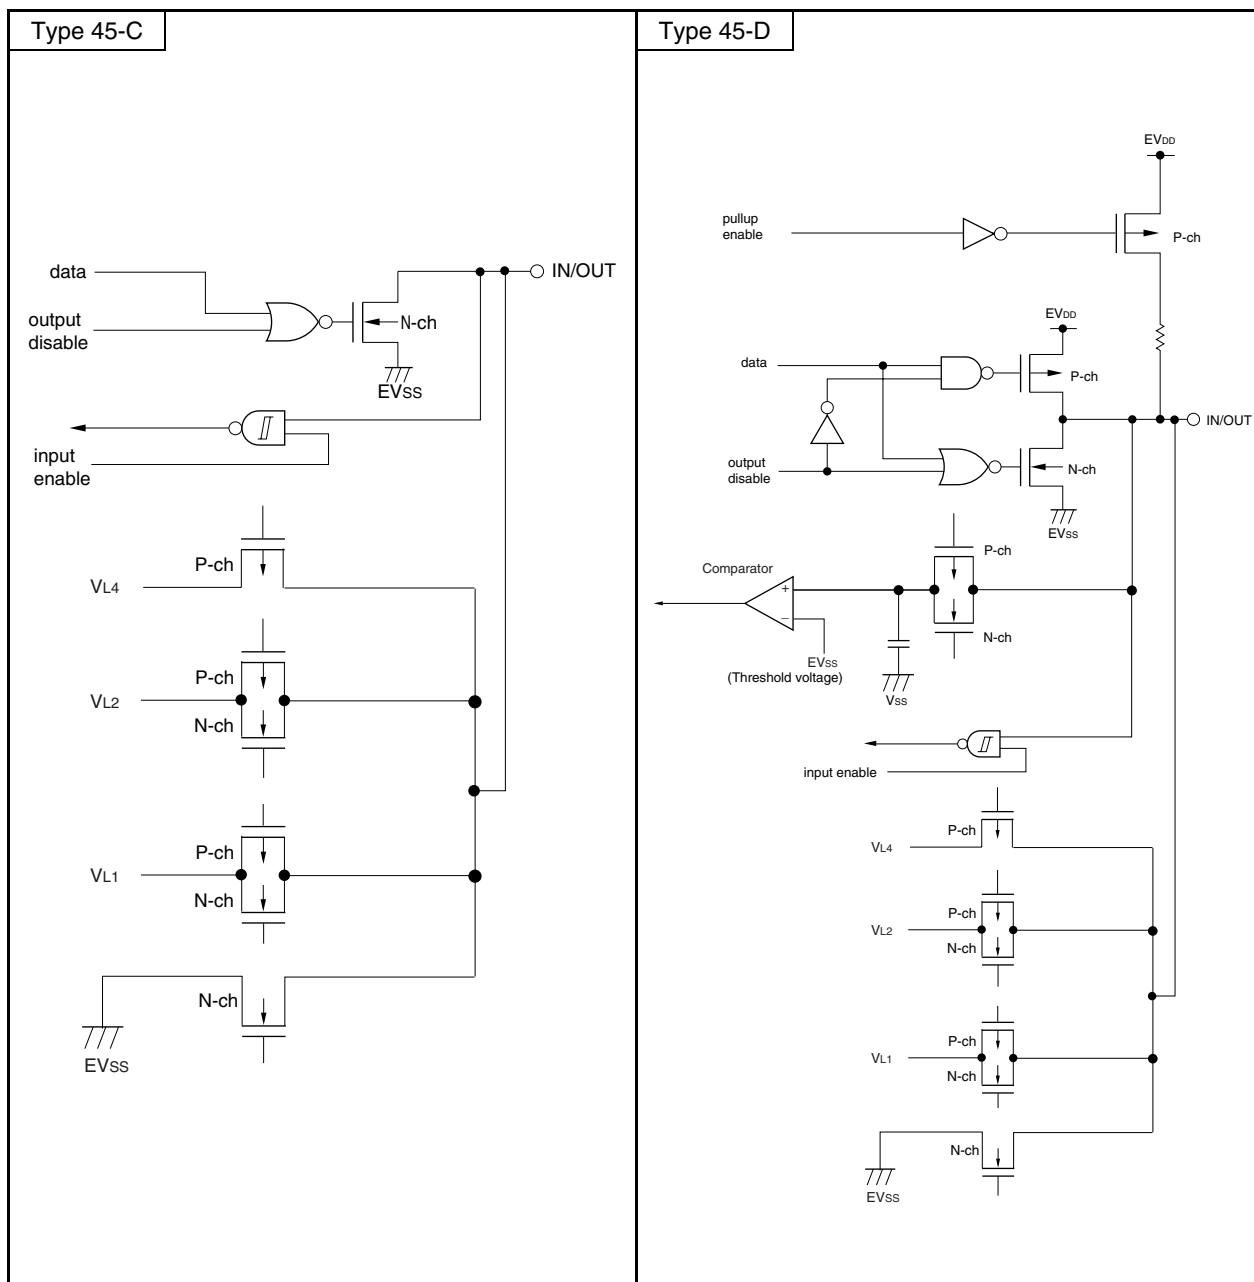 Type 45-C
data
output
disable
N-ch
EVSS
IN/OUT
input
enable
P-ch
VL4
P-ch
VL2
N-ch
P-ch
VL1
N-ch
N-ch
EVSS
Type 45-D
EVDD
pullup
enable
P-ch
EVDD
data
P-ch
IN/OUT
output
disable
N-ch
EVSS
P-ch
Comparator
+
−
N-ch
EVSS
(Threshold voltage)
VSS
input enable
P-ch
VL4
P-ch
VL2
N-ch
P-ch
VL1
N-ch
N-ch
EVSS